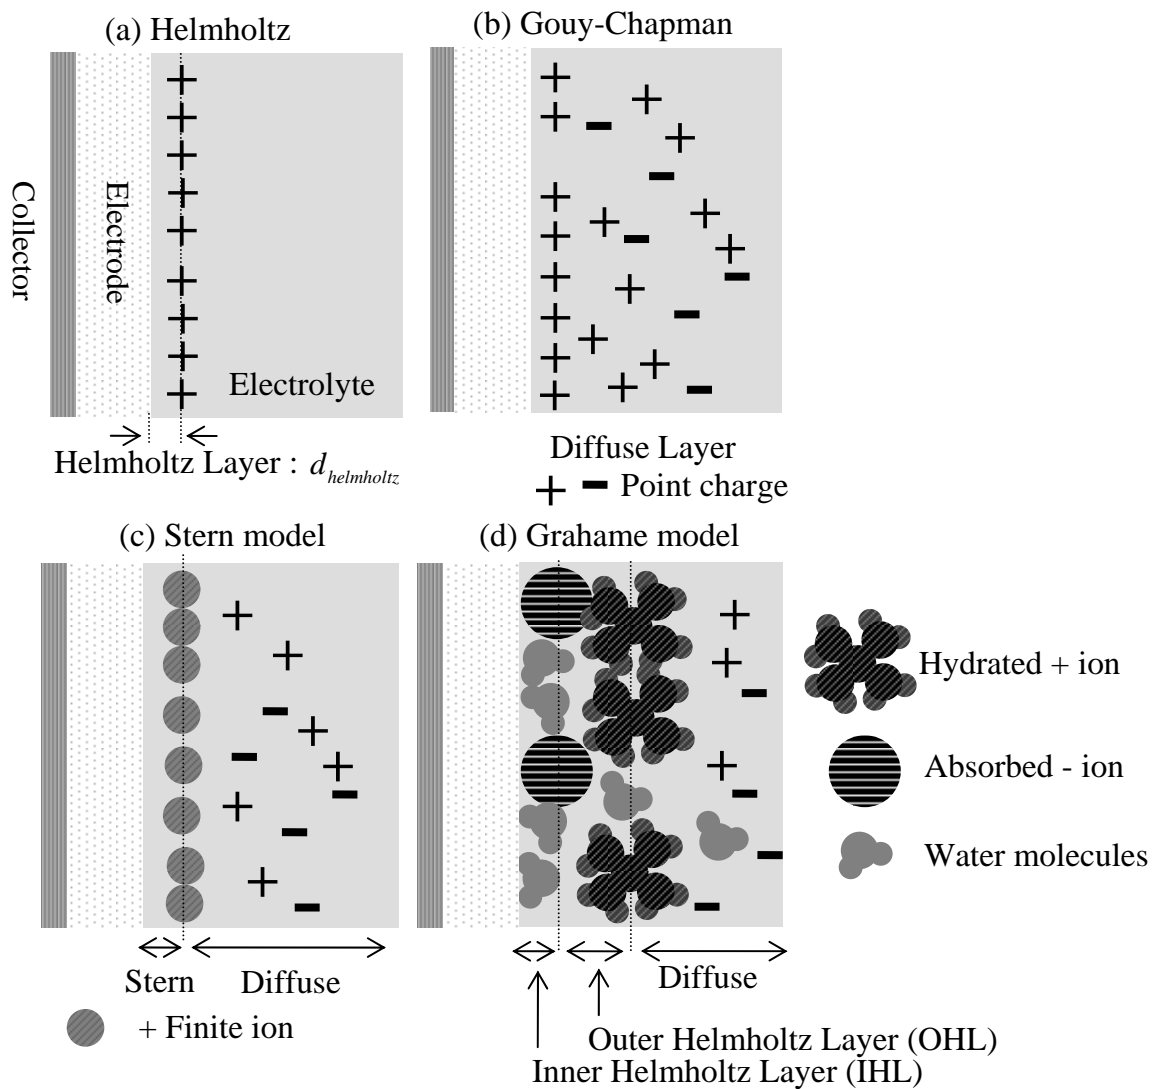 (a) Helmholtz
(b) Gouy-Chapman
Collector
Electrode
Electrolyte
Helmholtz Layer : d helmholtz
Diffuse Layer
Point charge
(c) Stern model
(d) Grahame model
Hydrated + ion
Absorbed - ion
Water molecules
Stern
Diffuse
Diffuse
+ Finite ion
Outer Helmholtz Layer (OHL)
Inner Helmholtz Layer (IHL)